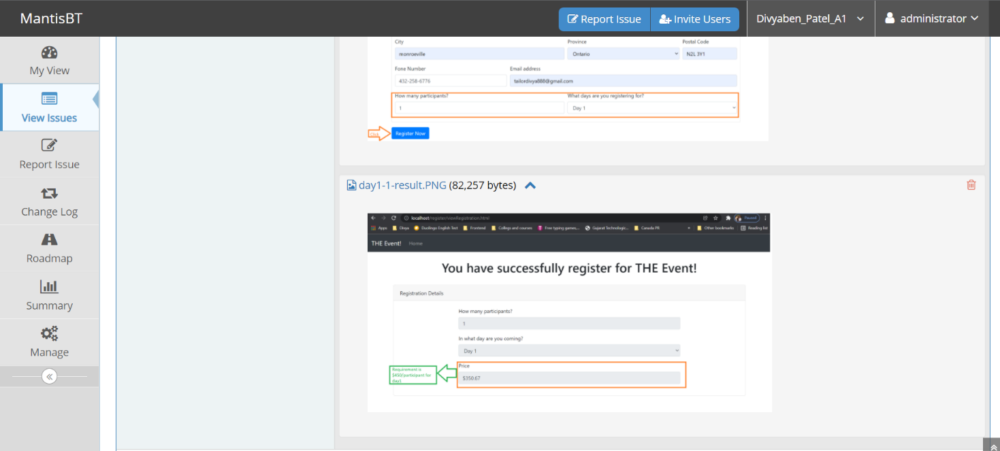 MantisBT
Report Issue
Invite Users
Divyaben_Patel_A1
administrator
My View
View Issues
Report Issue
Change Log
Roadmap
Summary
Manage
City Province Postal Code
monroeville Ontario N2L 3Y1
Fone Number Email address
432-258-6776 tailordivya888@gmail.com
How many participants? What days are you registering for?
1 Day 1
Click Register Now
day1-1-result.PNG (82,257 bytes)
localhost/register/viewRegistration.html Paused
Apps Divya Duolingo English Test Frontend Collegs and courses Free typing games... Gujarat Technologic... Canada PR » Other bookmarks Reading list
THE Event! Home
You have successfully register for THE Event!
Registration Details
How many participants?
1
In what day are you coming?
Day 1
Price
$350.67
Requirement is
$450/participant for
day1